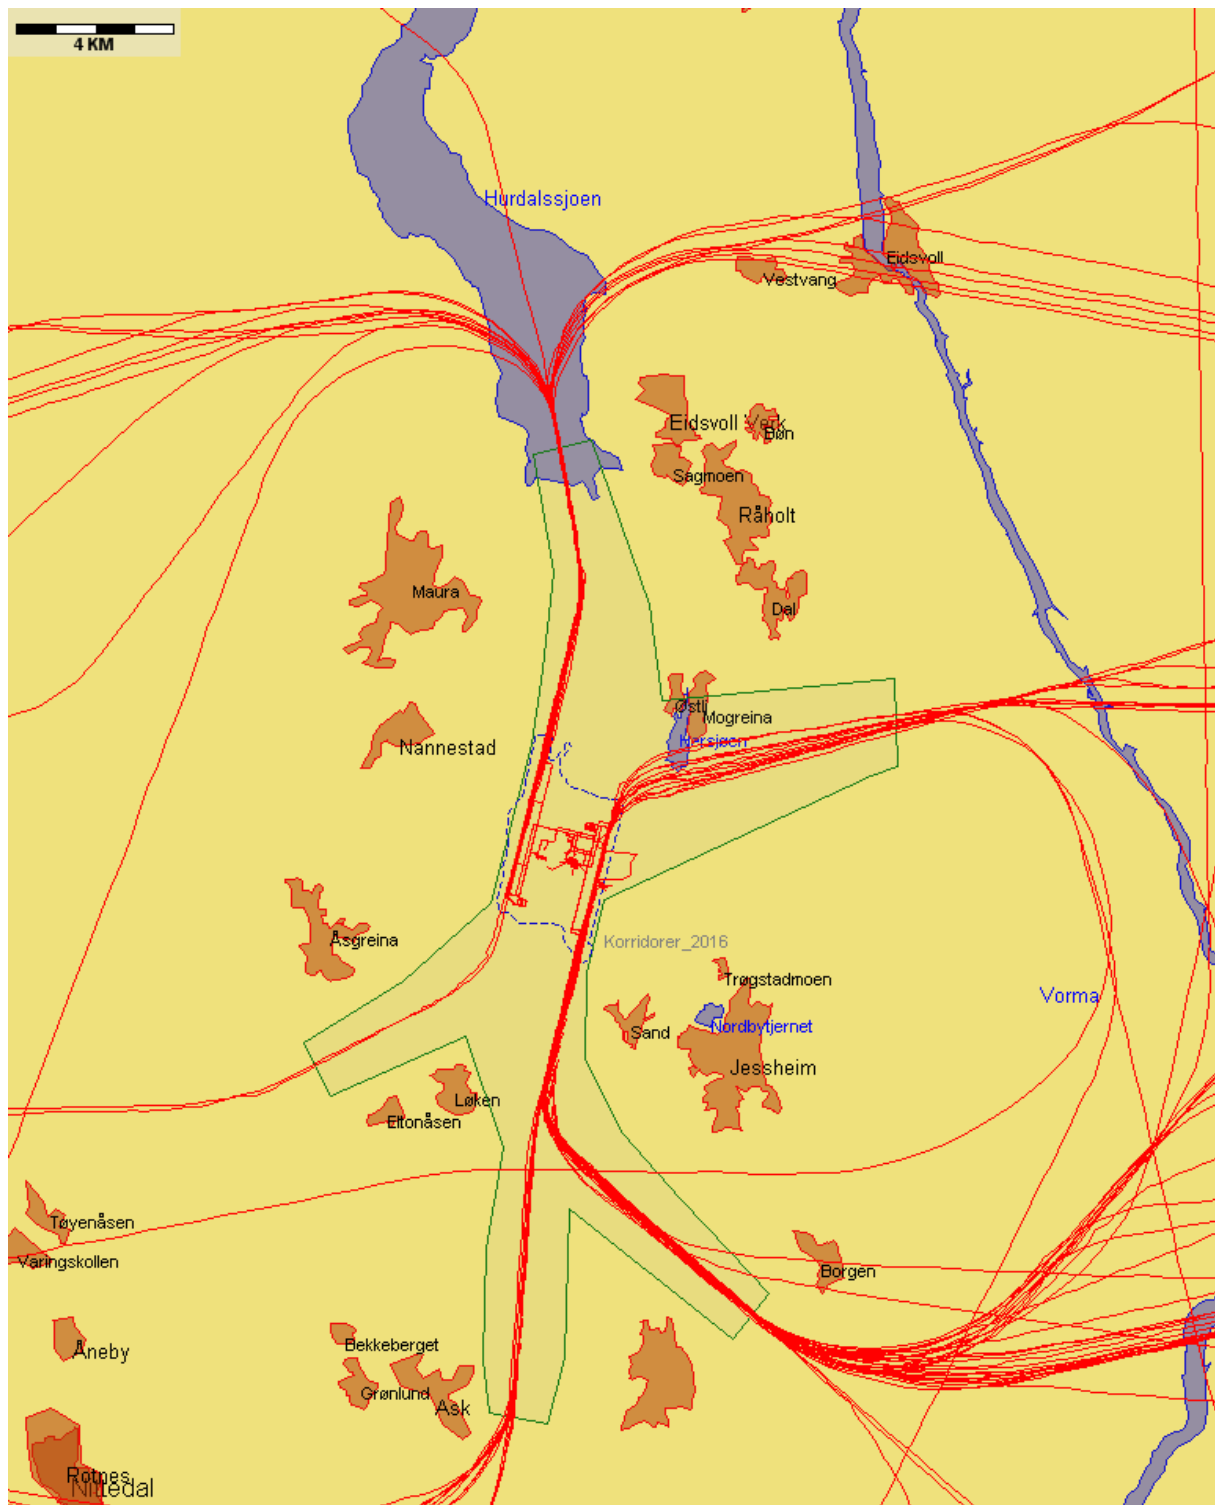 4 KM
Hurdalssjoen
Eidsvoll
Vestvang
Eidsvoll Verk
Bøn
Sagmoen
Råholt
Maura
Dal
Østli
Mogreina
Nannestad
Hersjøen
Åsgreina
Korridorer_2016
Trøgstadmoen
Vorma
Nordbytjernet
Sand
Jessheim
Løken
Eltonåsen
Tøyenåsen
Varingskollen
Borgen
Bekkeberget
Åneby
Grønlund
Ask
Rotnes
Nittedal